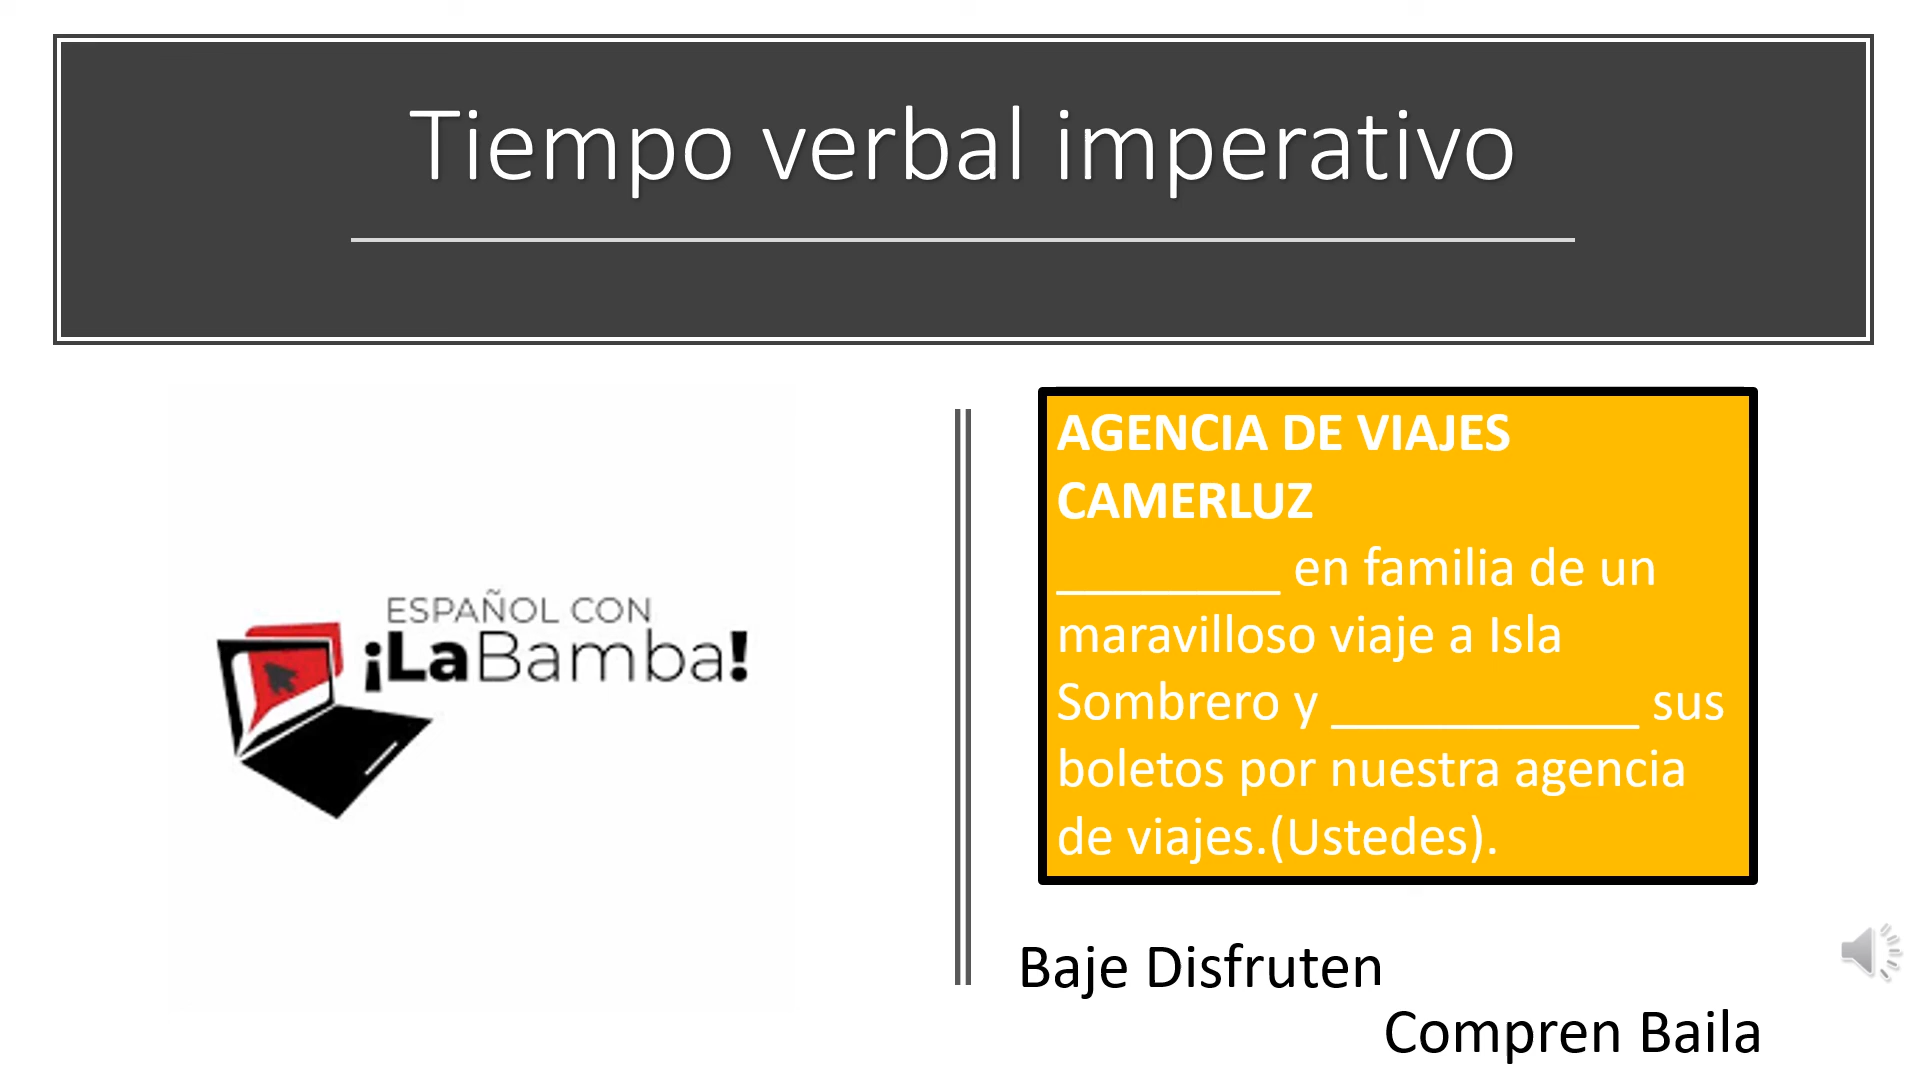 Tiempo verbal imperativo
ESPAÑOL CON
¡LaBamba!
AGENCIA DE VIAJES
CAMERLUZ
_________ en familia de un
maravilloso viaje a Isla
Sombrero y ____________ sus
boletos por nuestra agencia
de viajes.(Ustedes).
Baje Disfruten
Compren Baila